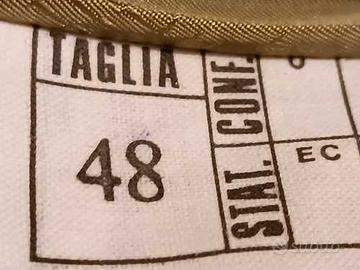 TAGLIA
48
CONF.
STAT.
EC